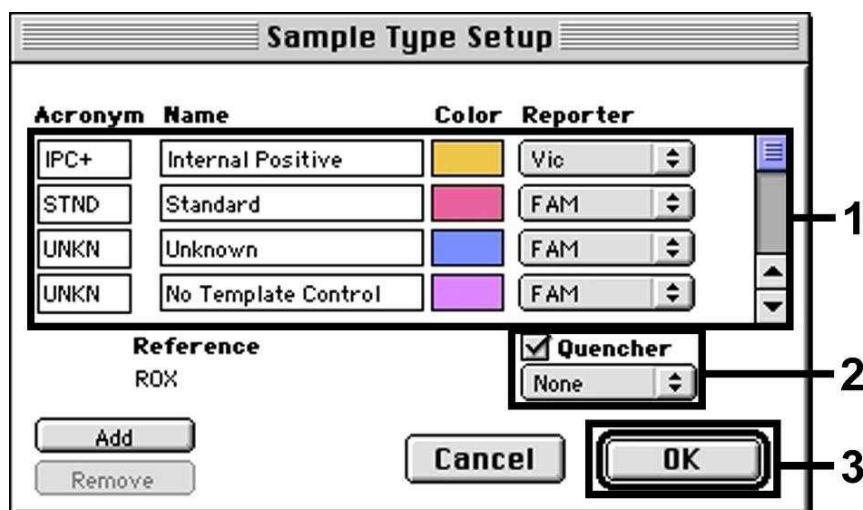 Sample Type Setup
Acronym Name Color Reporter
IPC+ Internal Positive Vic
STND Standard FAM
1
UNKN Unknown FAM
UNKN No Template Control FAM
Reference Quencher
ROX None
2
Add
Cancel OK
Remove
3